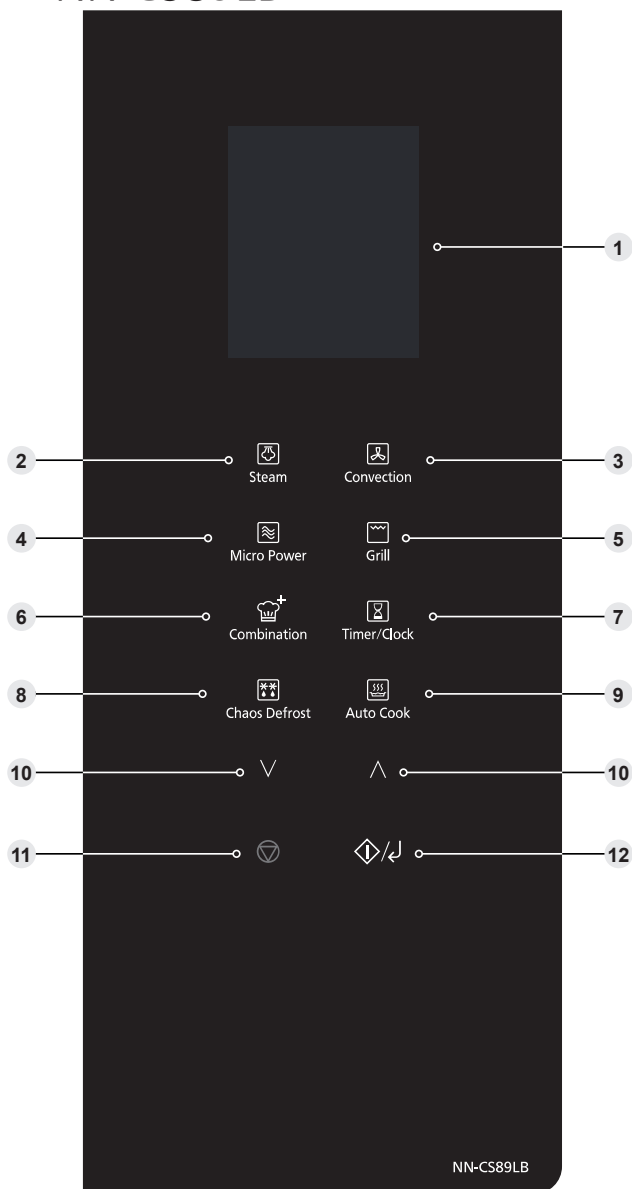 1
2 Steam Convection 3
4 Micro Power Grill 5
6 Combination Timer/Clock 7
8 Chaos Defrost Auto Cook 9
10 10
11 12
NN-CS89LB